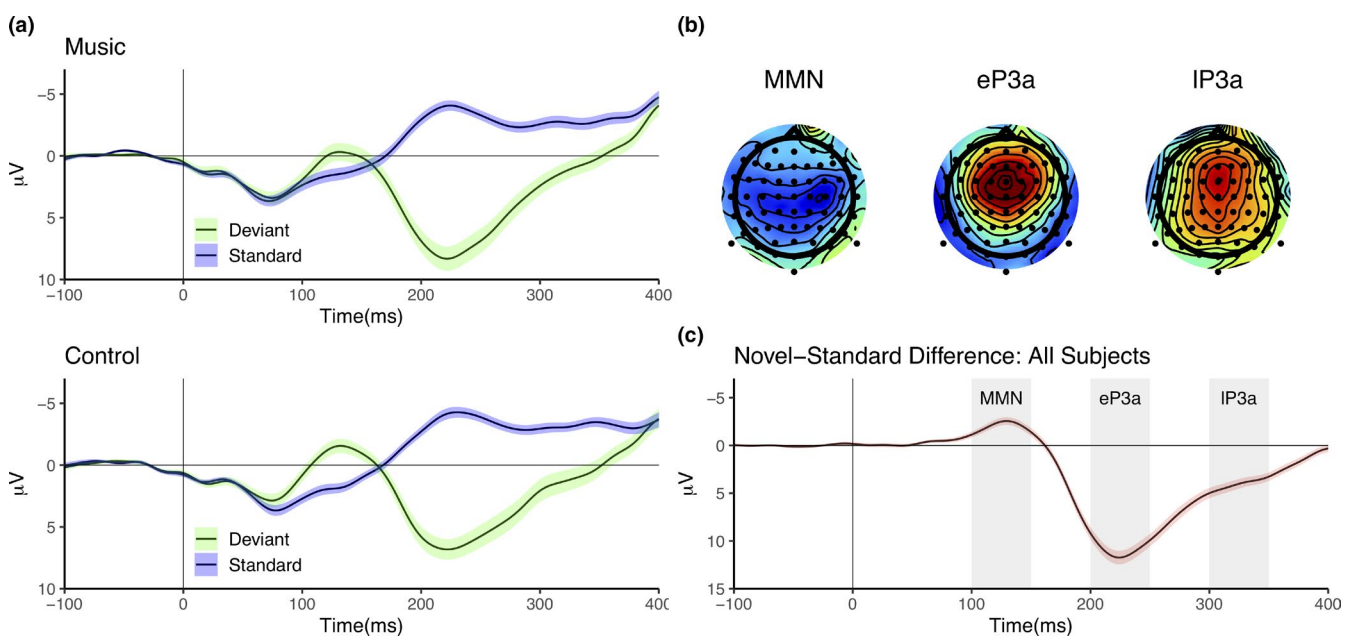 (a)
Music
−5
0
5
10
μV
Deviant
Standard
−100 0 100 200 300 400
Time(ms)
Control
−5
0
5
10
μV
Deviant
Standard
−100 0 100 200 300 400
Time(ms)
(b)
MMN eP3a lP3a
(c)
Novel−Standard Difference: All Subjects
MMN eP3a lP3a
−5
0
5
10
15
μV
−100 0 100 200 300 400
Time(ms)